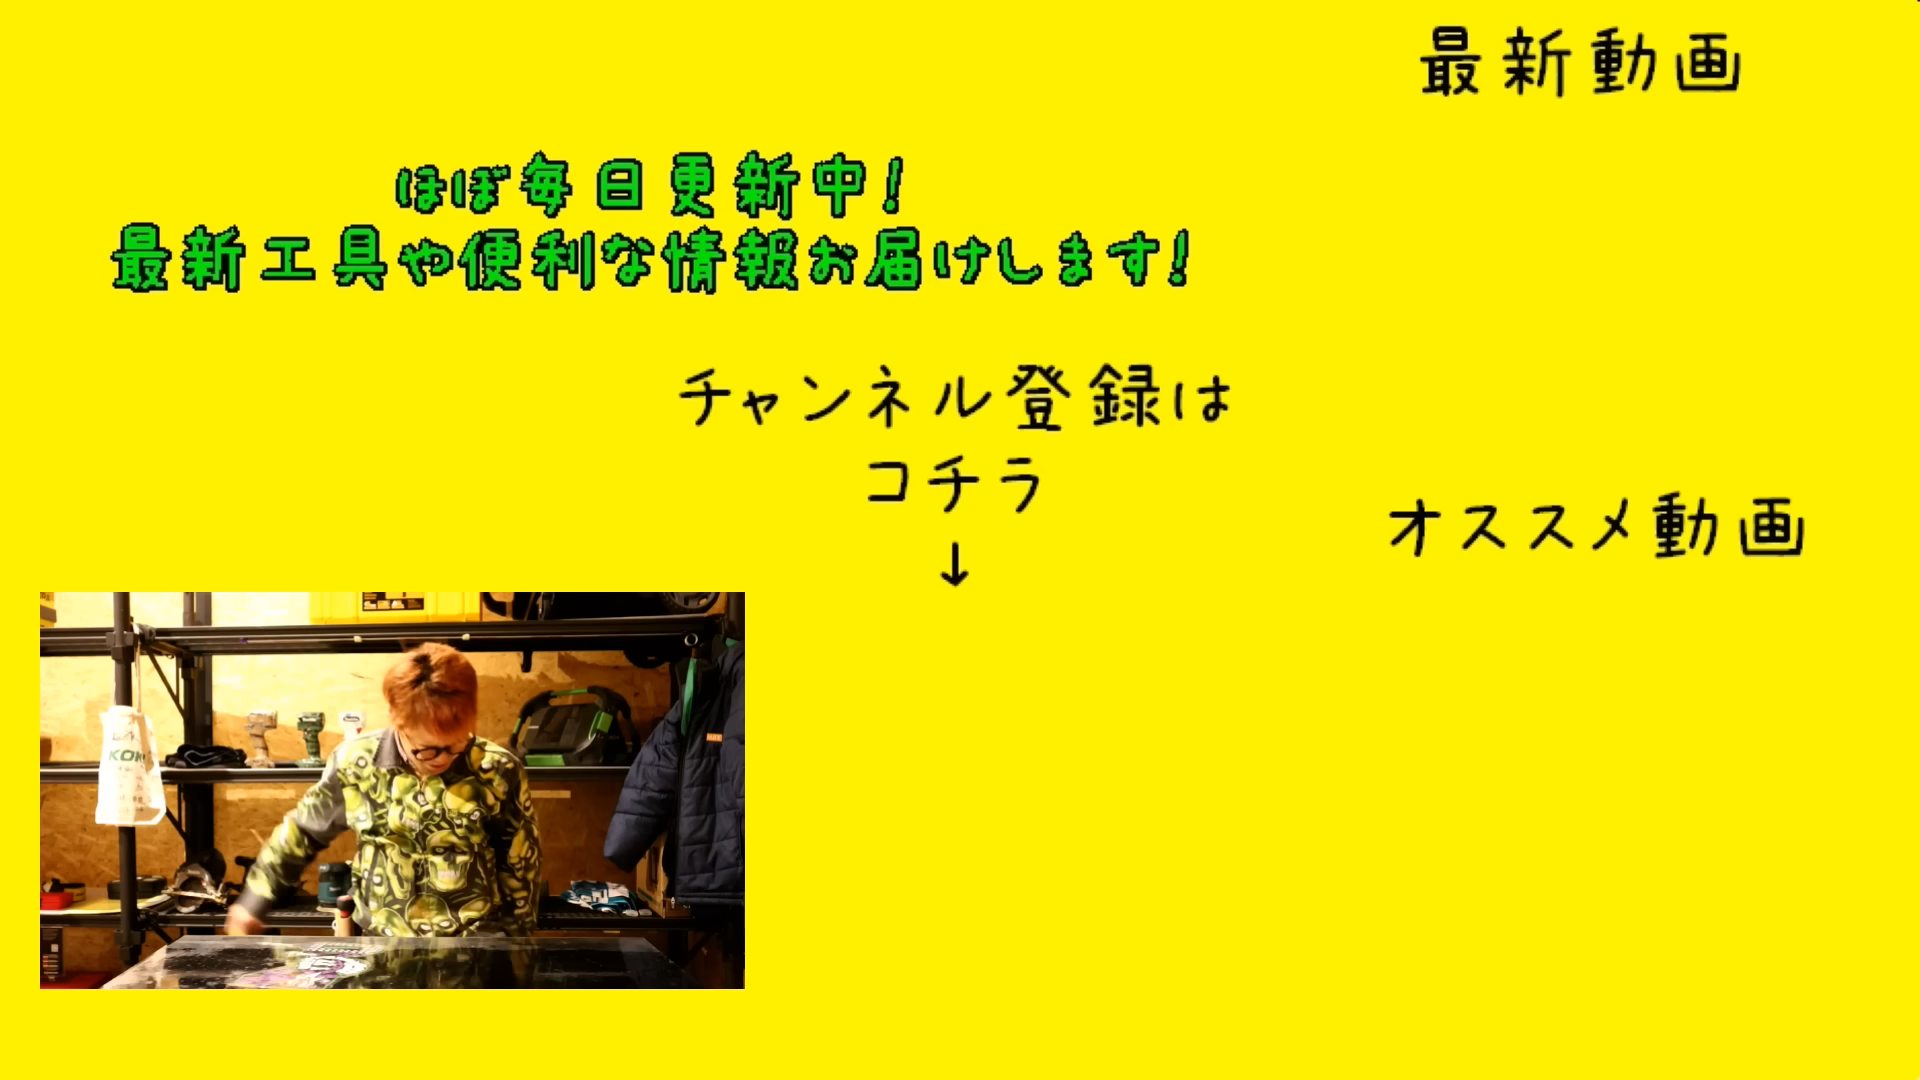 最新動画
ほぼ毎日更新中!
最新工具や便利な情報お届けします!
チャンネル登録は
コチラ
↓
オススメ動画